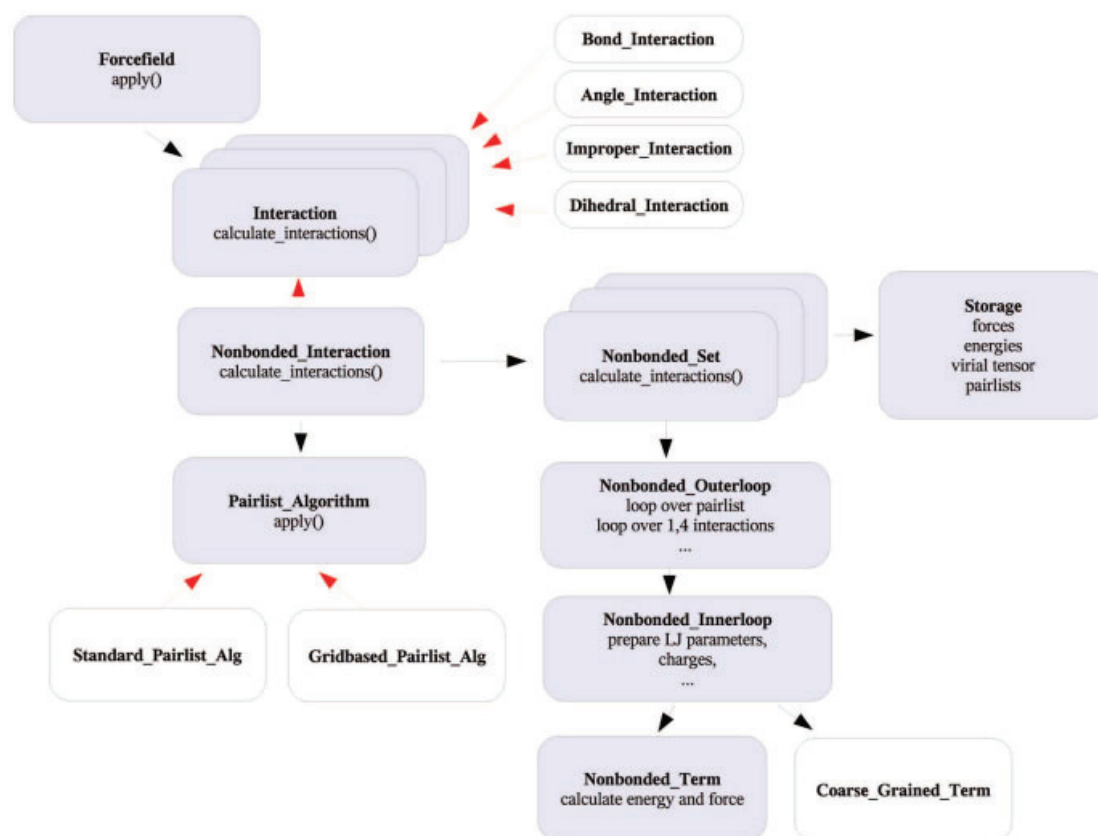 Forcefield
apply()
Bond_Interaction
Angle_Interaction
Improper_Interaction
Dihedral_Interaction
Interaction
calculate_interactions()
Nonbonded_Interaction
calculate_interactions()
Nonbonded_Set
calculate_interactions()
Storage
forces
energies
virial tensor
pairlists
Pairlist_Algorithm
apply()
Nonbonded_Outerloop
loop over pairlist
loop over 1,4 interactions
...
Standard_Pairlist_Alg
Gridbased_Pairlist_Alg
Nonbonded_Innerloop
prepare LJ parameters,
charges,
...
Nonbonded_Term
calculate energy and force
Coarse_Grained_Term